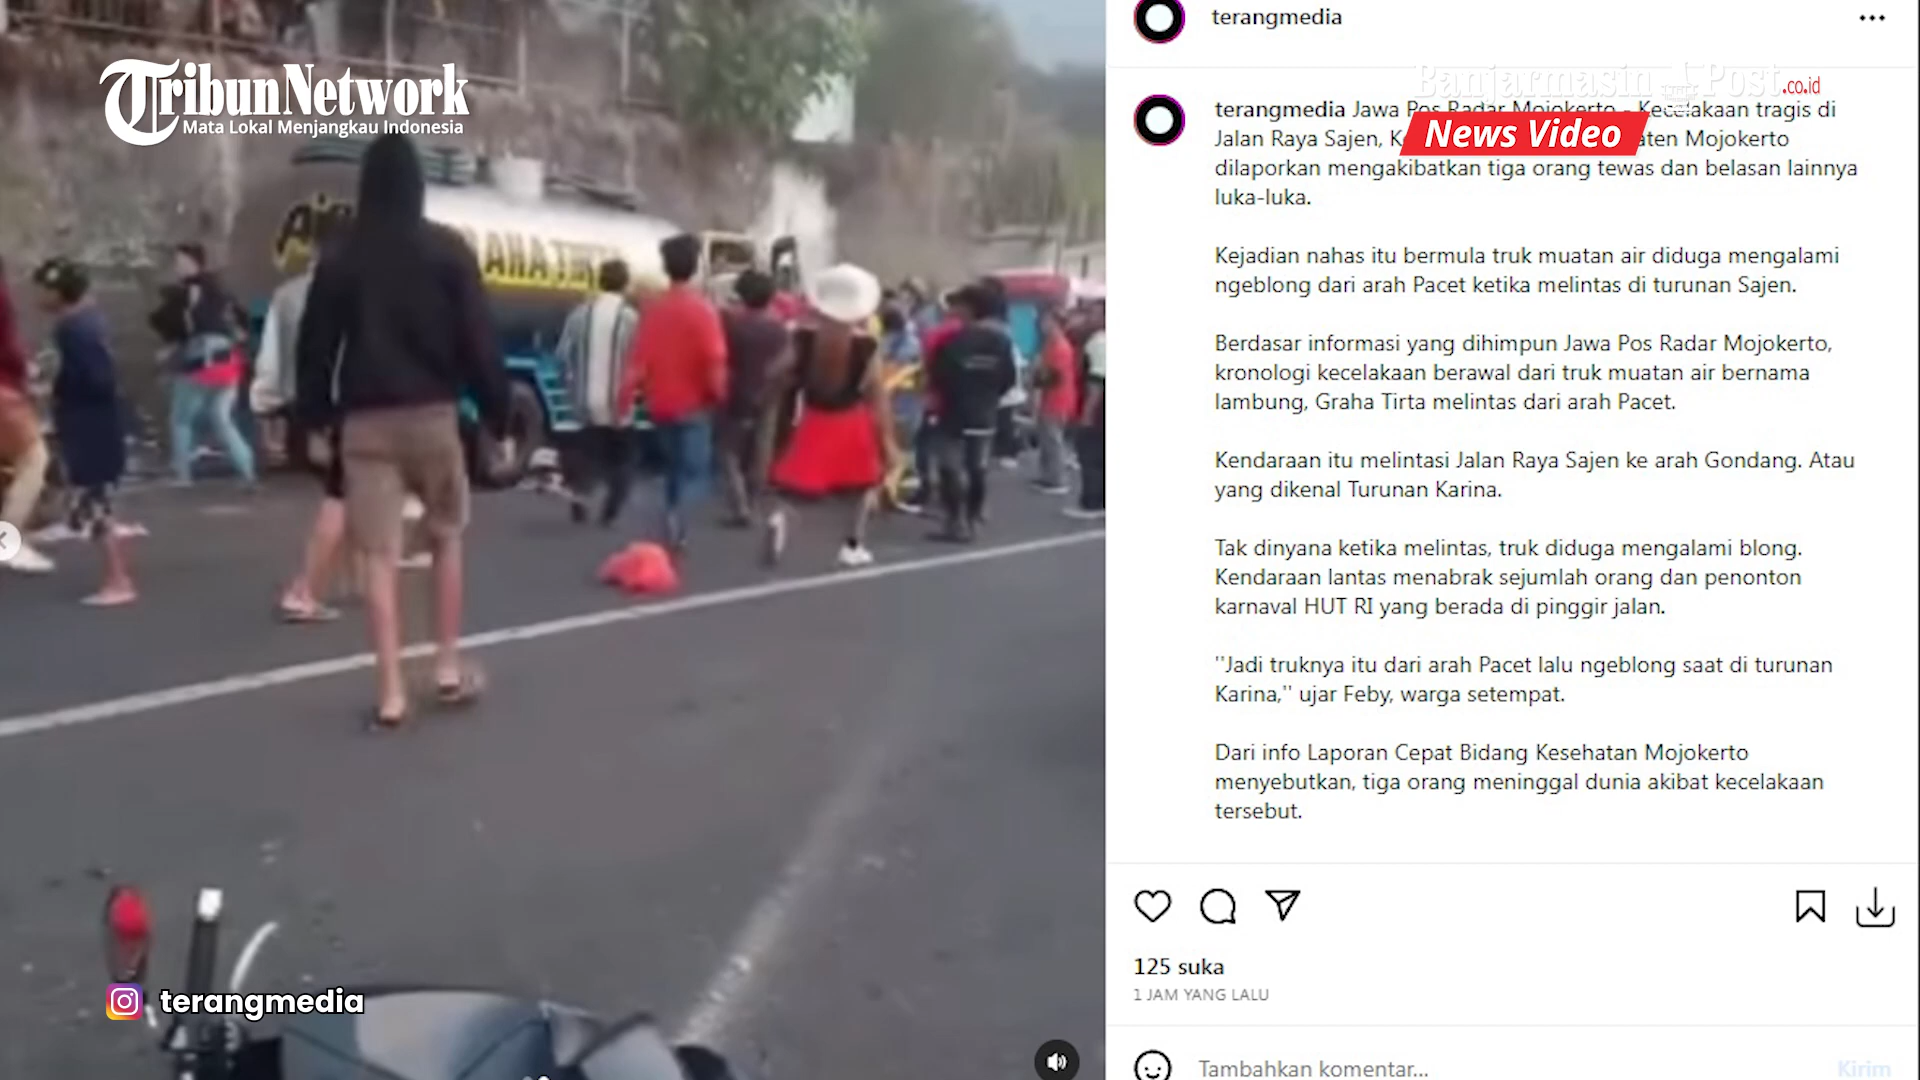 TribunNetwork
Mata Lokal Menjangkau Indonesia
ANA TIRTA
terangmedia
terangmedia
Banjarmasin Post.co.id
News Video
terangmedia Jawa Pos Radar Mojokerto - Kecelakaan tragis di
Jalan Raya Sajen, Mojokerto
dilaporkan mengakibatkan tiga orang tewas dan belasan lainnya
luka-luka.
Kejadian nahas itu bermula truk muatan air diduga mengalami
ngeblong dari arah Pacet ketika melintas di turunan Sajen.
Berdasar informasi yang dihimpun Jawa Pos Radar Mojokerto,
kronologi kecelakaan berawal dari truk muatan air bernama
lambung, Graha Tirta melintas dari arah Pacet.
Kendaraan itu melintasi Jalan Raya Sajen ke arah Gondang. Atau
yang dikenal Turunan Karina.
Tak dinyana ketika melintas, truk diduga mengalami blong.
Kendaraan lantas menabrak sejumlah orang dan penonton
karnaval HUT RI yang berada di pinggir jalan.
''Jadi truknya itu dari arah Pacet lalu ngeblong saat di turunan
Karina,'' ujar Feby, warga setempat.
Dari info Laporan Cepat Bidang Kesehatan Mojokerto
menyebutkan, tiga orang meninggal dunia akibat kecelakaan
tersebut.
125 suka
1 JAM YANG LALU
Tambahkan komentar...
Kirim